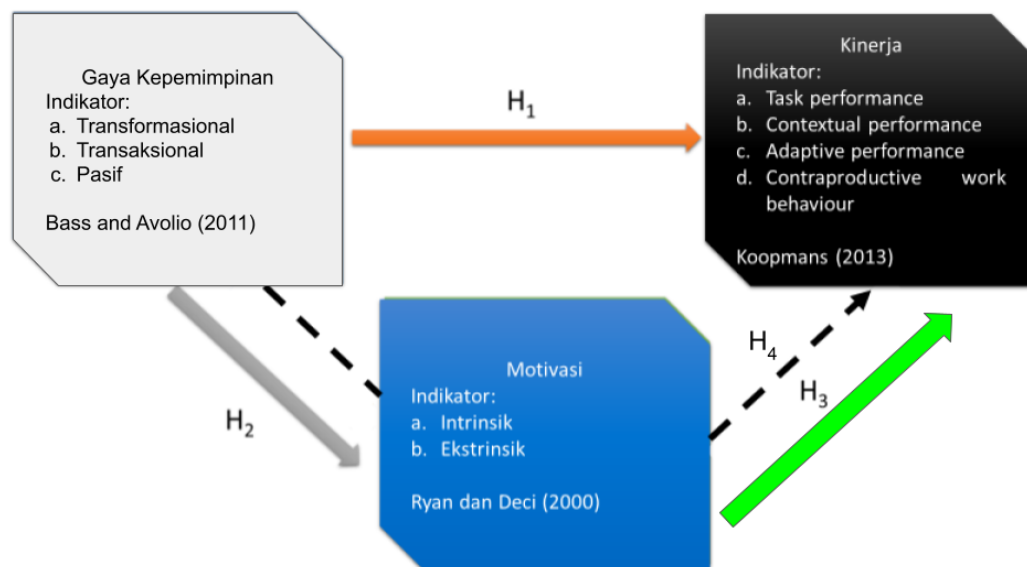 Gaya Kepemimpinan
Indikator:
a. Transformasional
b. Transaksional
c. Pasif
Bass and Avolio (2011)
H1
Kinerja
Indikator:
a. Task performance
b. Contextual performance
c. Adaptive performance
d. Contraproductive work
behaviour
Koopmans (2013)
H2
Motivasi
Indikator:
a. Intrinsik
b. Ekstrinsik
Ryan dan Deci (2000)
H4
H3